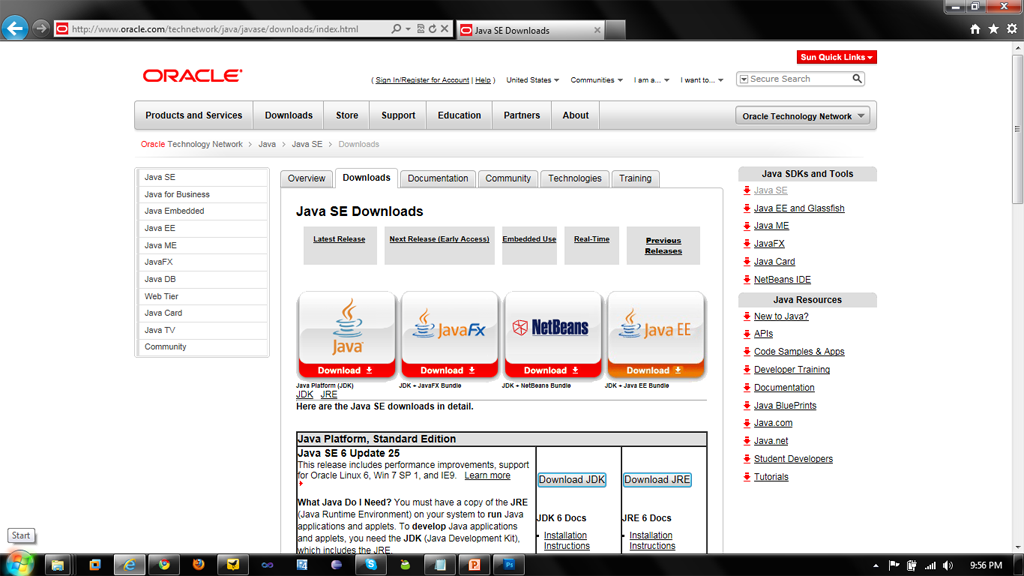 http://www.oracle.com/technetwork/java/javase/downloads/index.html
Java SE Downloads
Sun Quick Links
ORACLE
( Sign In/Register for Account | Help )
United States
Communities
I am a...
I want to...
Secure Search
Products and Services
Downloads
Store
Support
Education
Partners
About
Oracle Technology Network
Oracle Technology Network > Java > Java SE > Downloads
Java SE
Java for Business
Java Embedded
Java EE
Java ME
JavaFX
Java DB
Web Tier
Java Card
Java TV
Community
Overview
Downloads
Documentation
Community
Technologies
Training
Java SE Downloads
Latest Release
Next Release (Early Access)
Embedded Use
Real-Time
Previous
Releases
Java
Download
JavaFX
Download
NetBeans
Download
Java EE
Download
Java Platform (JDK)
JDK + JavaFX Bundle
JDK + NetBeans Bundle
JDK + Java EE Bundle
JDK JRE
Here are the Java SE downloads in detail.
Java Platform, Standard Edition
Java SE 6 Update 25
This release includes performance improvements, support
for Oracle Linux 6, Win 7 SP 1, and IE9. Learn more
What Java Do I Need? You must have a copy of the JRE
(Java Runtime Environment) on your system to run Java
applications and applets. To develop Java applications
and applets, you need the JDK (Java Development Kit),
which includes the JRE.
Download JDK
JDK 6 Docs
Installation
Instructions
Download JRE
JRE 6 Docs
Installation
Instructions
Java SDKs and Tools
Java SE
Java EE and Glassfish
Java ME
JavaFX
Java Card
NetBeans IDE
Java Resources
New to Java?
APIs
Code Samples & Apps
Developer Training
Documentation
Java BluePrints
Java.com
Java.net
Student Developers
Tutorials
Start
9:56 PM